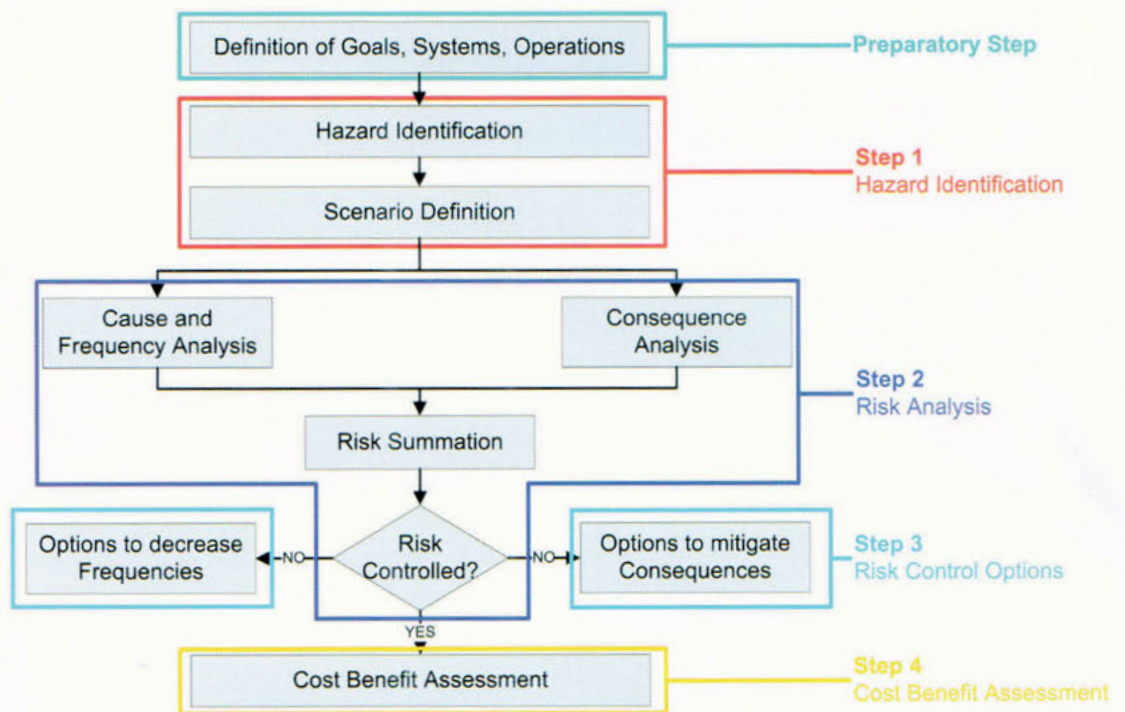 Definition of Goals, Systems, Operations
Preparatory Step
Hazard Identification
Step 1
Hazard Identification
Scenario Definition
Cause and
Frequency Analysis
Consequence
Analysis
Step 2
Risk Analysis
Risk Summation
Options to decrease
Frequencies
NO
Risk
Controlled?
NO
Options to mitigate
Consequences
Step 3
Risk Control Options
YES
Cost Benefit Assessment
Step 4
Cost Benefit Assessment